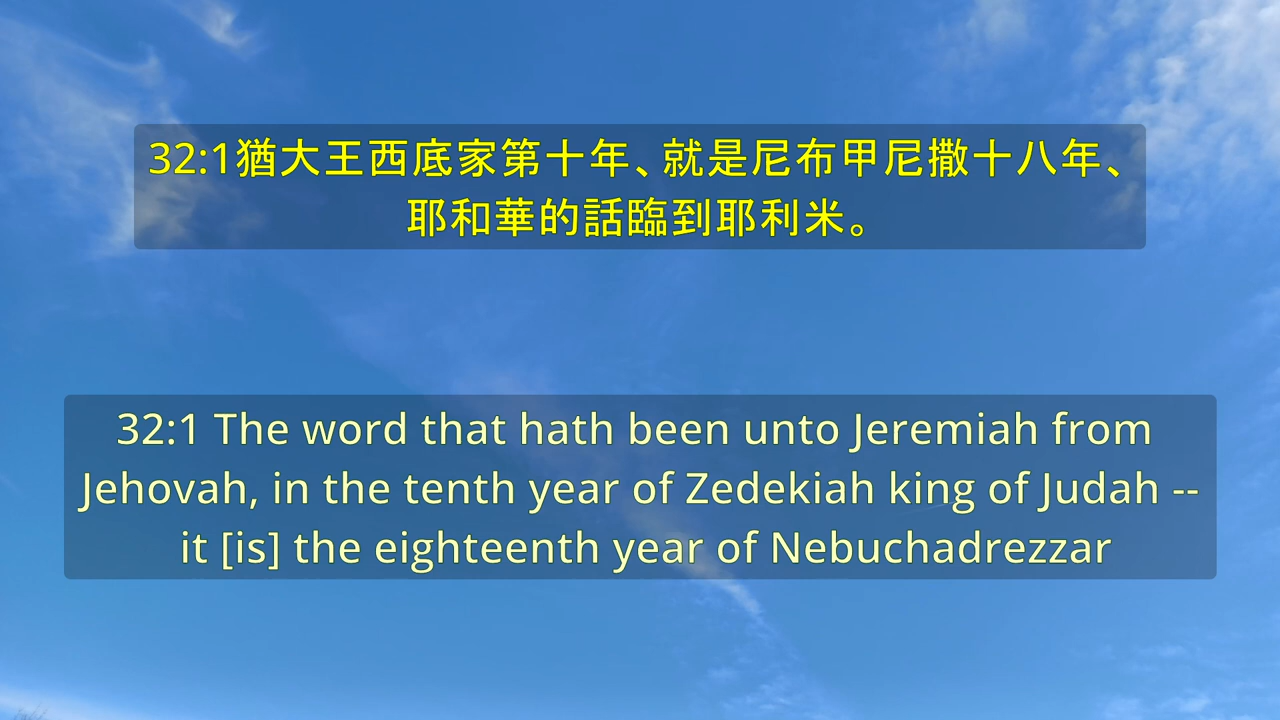 32:1猶大王西底家第十年、就是尼布甲尼撒十八年、
耶和華的話臨到耶利米。
32:1 The word that hath been unto Jeremiah from
Jehovah, in the tenth year of Zedekiah king of Judah --
it [is] the eighteenth year of Nebuchadrezzar